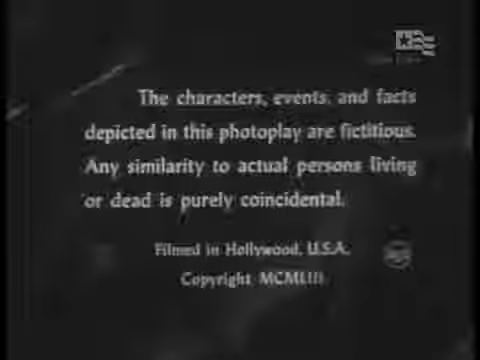 The characters, events, and facts
depicted in this photoplay are fictitious.
Any similarity to actual persons living
or dead is purely coincidental.
Filmed in Hollywood, U.S.A.
Copyright MCMLIII